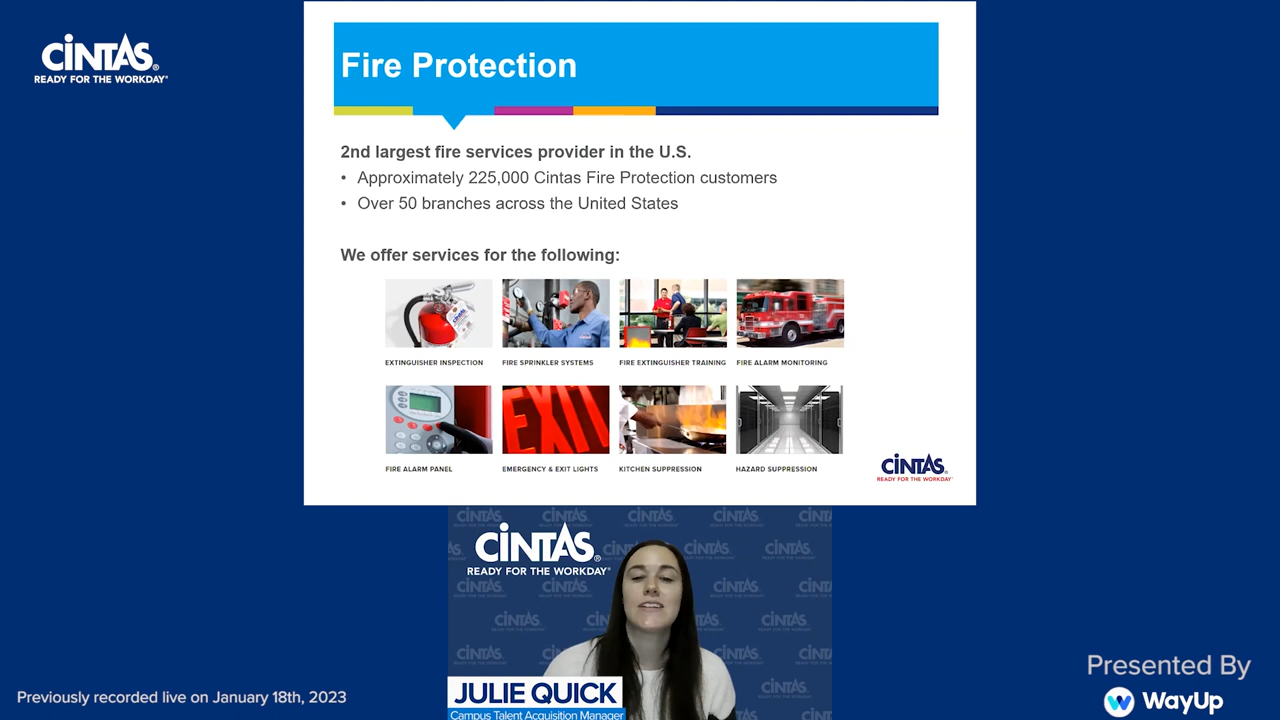 CINTAS®
READY FOR THE WORKDAY®
Fire Protection
2nd largest fire services provider in the U.S.
• Approximately 225,000 Cintas Fire Protection customers
• Over 50 branches across the United States
We offer services for the following:
EXTINGUISHER INSPECTION
FIRE SPRINKLER SYSTEMS
FIRE EXTINGUISHER TRAINING
FIRE ALARM MONITORING
EXIT
FIRE ALARM PANEL
EMERGENCY & EXIT LIGHTS
KITCHEN SUPPRESSION
HAZARD SUPPRESSION
CINTAS®
READY FOR THE WORKDAY®
CINTAS®
READY FOR THE WORKDAY®
JULIE QUICK
Campus Talent Acquisition Manager
Previously recorded live on January 18th, 2023
Presented By
WayUp